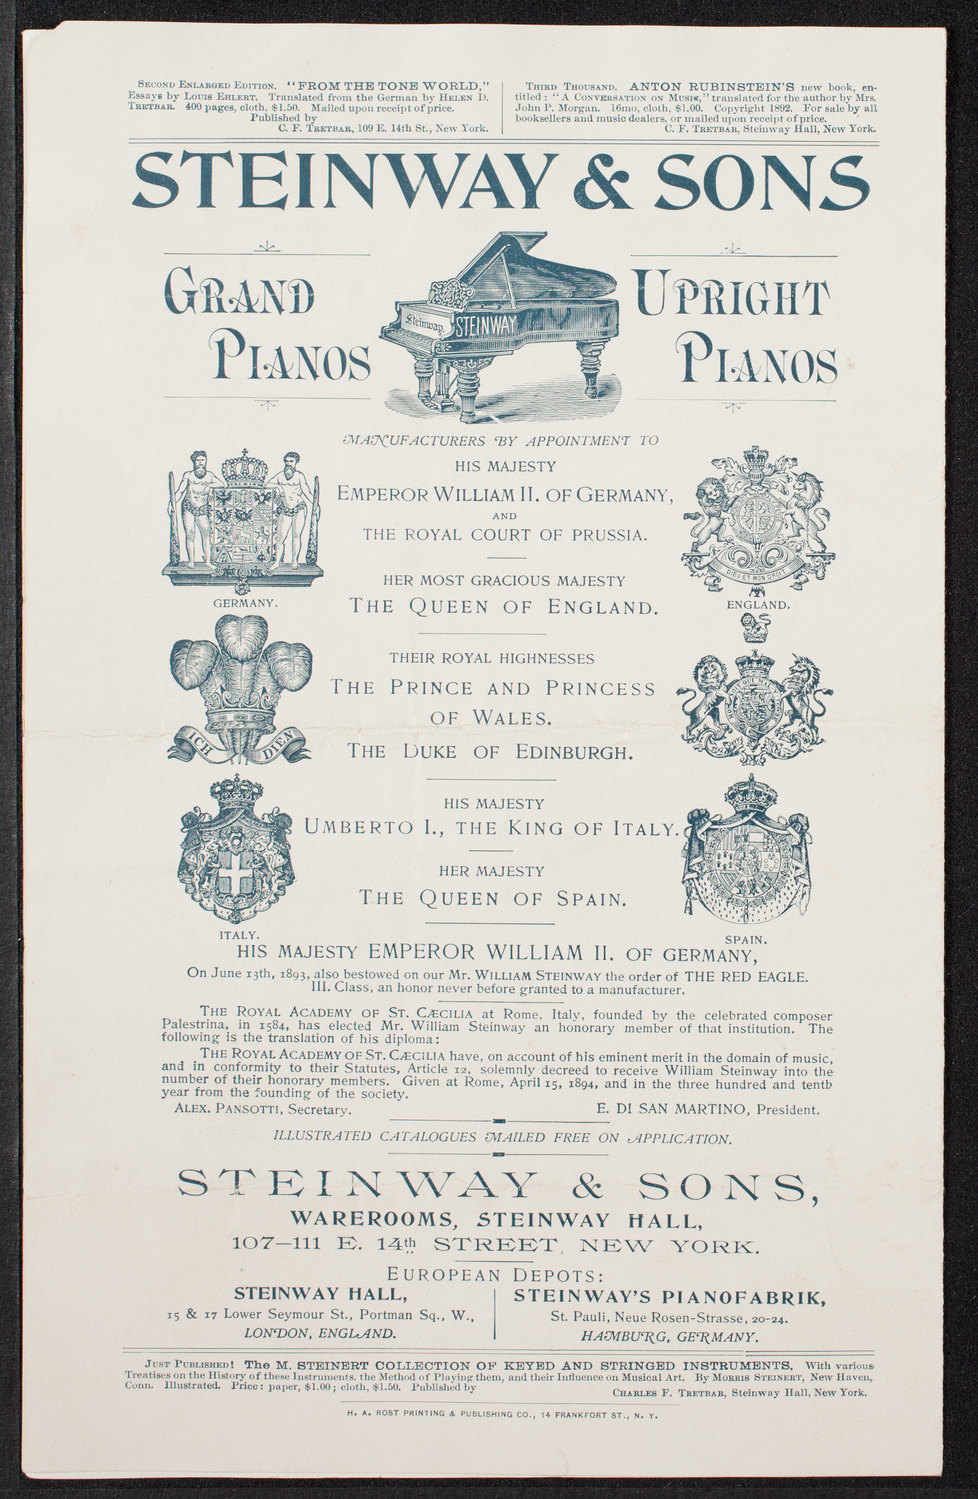 SECOND ENLARGED EDITION. "FROM THE TONE WORLD,"
Essays by LOUIS EHLERT. Translated from the German by HELEN D.
TRETBAR. 400 pages, cloth, $1.50. Mailed upon receipt of price.
Published by
C. F. TRETBAR, 109 E. 14th St., New York.
THIRD THOUSAND. ANTON RUBINSTEIN'S new book, en-
titled: "A CONVERSATION ON MUSIC," translated for the author by Mrs.
John P. Morgan. 16mo, cloth, $1.00. Copyright 1892. For sale by all
booksellers and music dealers, or mailed upon receipt of price.
C. F. TRETBAR, Steinway Hall, New York.
STEINWAY & SONS
GRAND
PIANOS
Steinway
STEINWAY
UPRIGHT
PIANOS
MANUFACTURERS BY APPOINTMENT TO
HIS MAJESTY
EMPEROR WILLIAM II. OF GERMANY,
AND
THE ROYAL COURT OF PRUSSIA.
GERMANY.
DIEU ET MON DROIT
ENGLAND.
HER MOST GRACIOUS MAJESTY
THE QUEEN OF ENGLAND.
THEIR ROYAL HIGHNESSES
THE PRINCE AND PRINCESS
OF WALES.
THE DUKE OF EDINBURGH.
ICH DIEN
HIS MAJESTY
UMBERTO I., THE KING OF ITALY.
HER MAJESTY
THE QUEEN OF SPAIN.
ITALY.
SPAIN.
HIS MAJESTY EMPEROR WILLIAM II. OF GERMANY,
On June 13th, 1893, also bestowed on our Mr. WILLIAM STEINWAY the order of THE RED EAGLE.
III. Class, an honor never before granted to a manufacturer.
THE ROYAL ACADEMY OF ST. CÆCILIA at Rome, Italy, founded by the celebrated composer
Palestrina, in 1584, has elected Mr. William Steinway an honorary member of that institution. The
following is the translation of his diploma:
THE ROYAL ACADEMY OF ST. CÆCILIA have, on account of his eminent merit in the domain of music,
and in conformity to their Statutes, Article 12, solemnly decreed to receive William Steinway into the
number of their honorary members. Given at Rome, April 15, 1894, and in the three hundred and tenth
year from the founding of the society.
ALEX. PANSOTTI, Secretary. E. DI SAN MARTINO, President.
ILLUSTRATED CATALOGUES MAILED FREE ON APPLICATION.
STEINWAY & SONS,
WAREROOMS, STEINWAY HALL,
107–111 E. 14th STREET, NEW YORK.
EUROPEAN DEPOTS:
STEINWAY HALL,
15 & 17 Lower Seymour St., Portman Sq., W.,
LONDON, ENGLAND.
STEINWAY'S PIANOFABRIK,
St. Pauli, Neue Rosen-Strasse, 20-24.
HAMBURG, GERMANY.
JUST PUBLISHED! The M. STEINERT COLLECTION OF KEYED AND STRINGED INSTRUMENTS. With various
Treatises on the History of these Instruments, the Method of Playing them, and their Influence on Musical Art. By MORRIS STEINERT, New Haven,
Conn. Illustrated. Price: paper, $1.00; cloth, $1.50. Published by
CHARLES F. TRETBAR, Steinway Hall, New York.
H. A. ROST PRINTING & PUBLISHING CO., 14 FRANKFORT ST., N. Y.